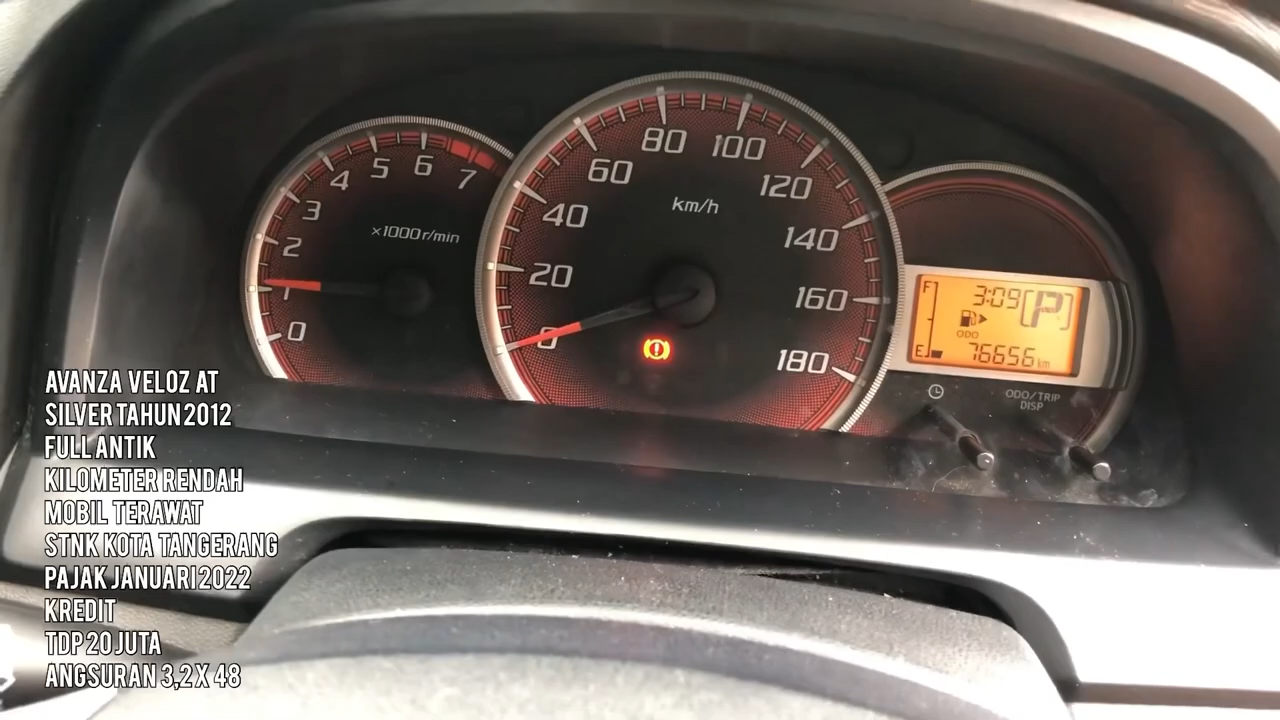 0
1
2
3
4
5
6
7
×1000r/min
0
20
40
60
80
100
120
140
160
180
km/h
F
3:09
P
ODO
E
76656 km
ODO/TRIP
DISP
AVANZA VELOZ AT
SILVER TAHUN 2012
FULL ANTIK
KILOMETER RENDAH
MOBIL TERAWAT
STNK KOTA TANGERANG
PAJAK JANUARI 2022
KREDIT
TDP 20 JUTA
ANGSURAN 3,2 X 48